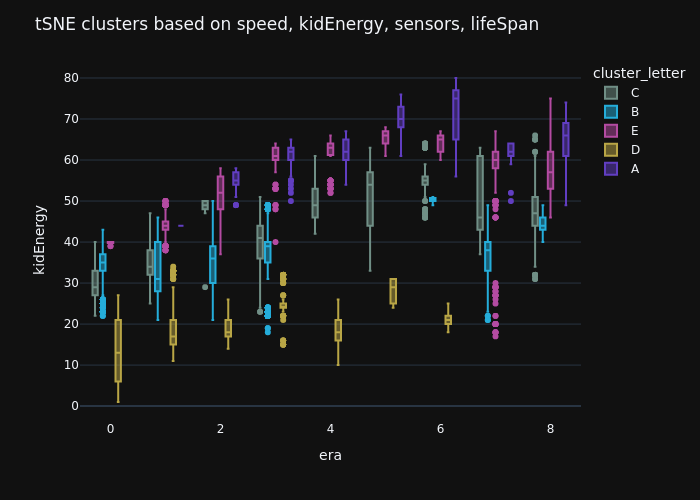 tSNE clusters based on speed, kidEnergy, sensors, lifeSpan
cluster_letter
C
B
E
D
A
kidEnergy
80
70
60
50
40
30
20
10
0
0 2 4 6 8
era